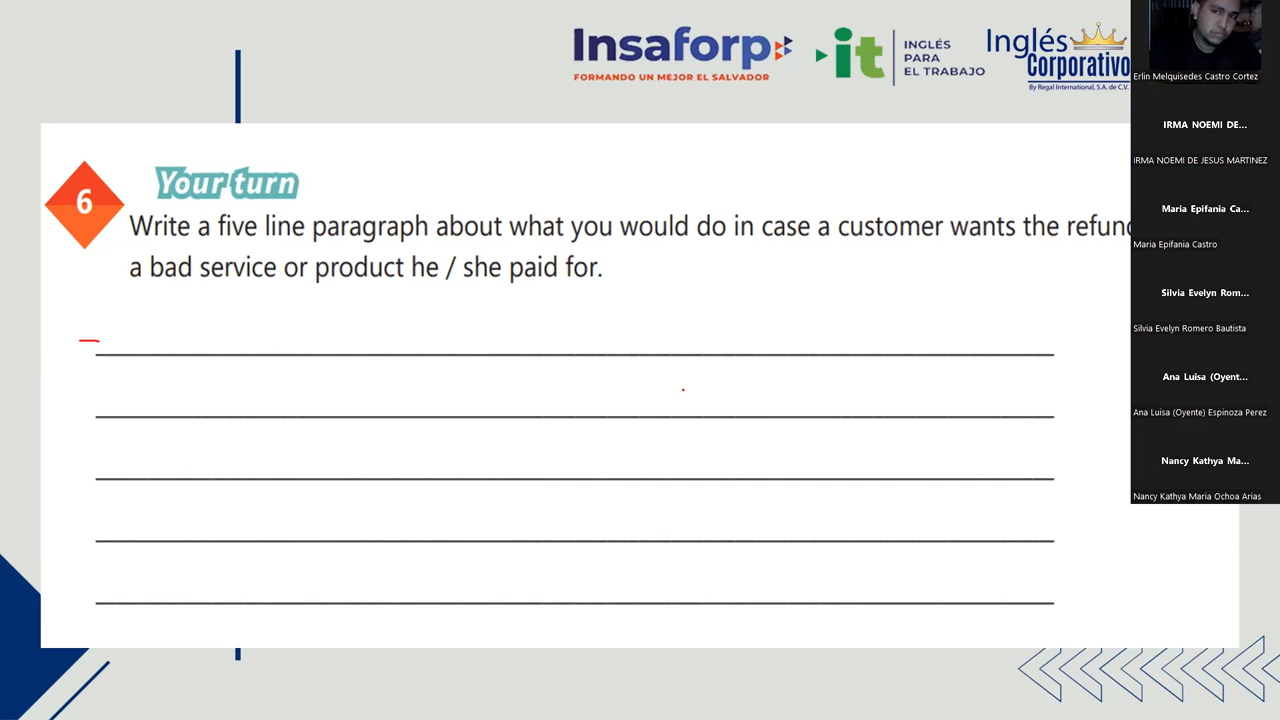 Insaforp
FORMANDO UN MEJOR EL SALVADOR
it
INGLÉS
PARA
EL TRABAJO
Inglés
Corporativo
By Regal International, S.A. de C.V.
6
Your turn
Write a five line paragraph about what you would do in case a customer wants the
a bad service or product he / she paid for.
Erlin Melquisedes Castro Cortez
IRMA NOEMI DE...
IRMA NOEMI DE JESUS MARTINEZ
Maria Epifania Ca...
Maria Epifania Castro
Silvia Evelyn Rom...
Silvia Evelyn Romero Bautista
Ana Luisa (Oyent...
Ana Luisa (Oyente) Espinoza Perez
Nancy Kathya Ma...
Nancy Kathya Maria Ochoa Arias